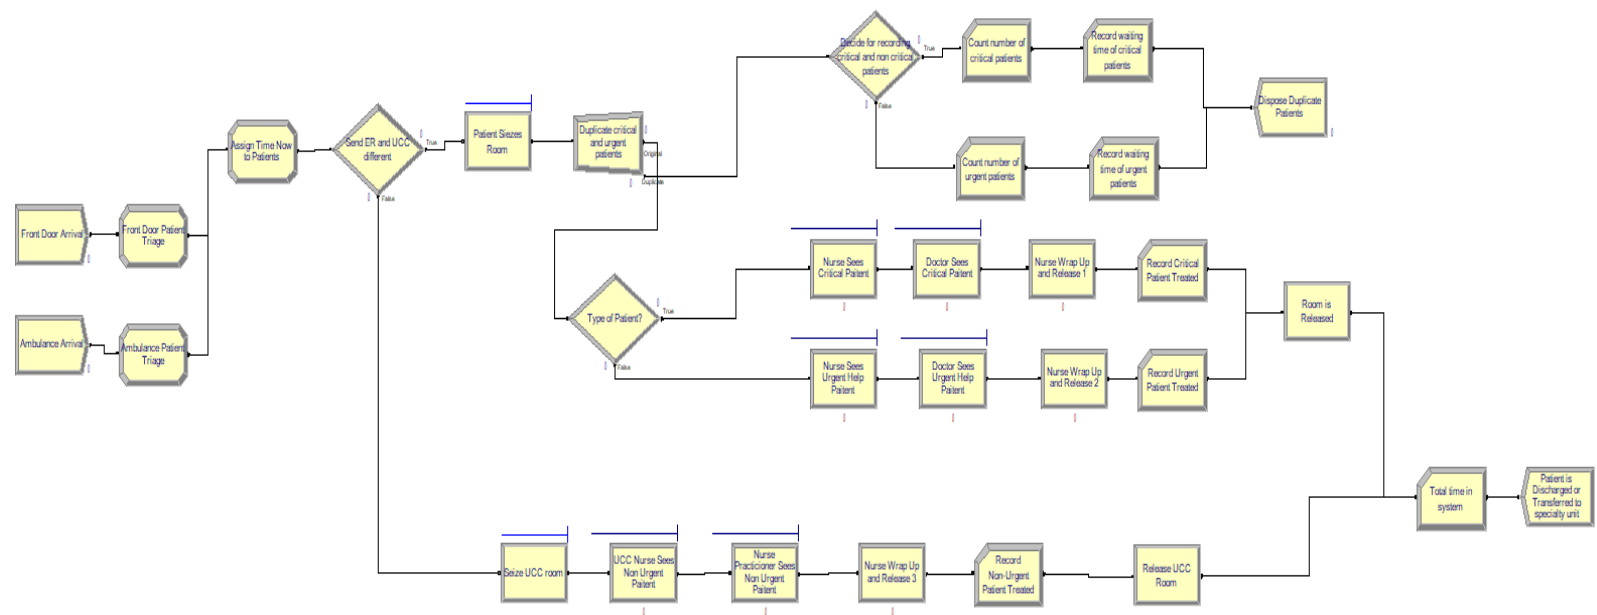 Front Door Arrival
Front Door Patient
Triage
Ambulance Arrival
Ambulance Patient
Triage
Assign Time Now
to Patients
Send ER and UCC
different
True
False
Patient Siezes
Room
Duplicate critical
and urgent
patients
Original
Duplicate
Decide for recording
critical and non critical
patients
True
False
Count number of
critical patients
Record waiting
time of critical
patients
Count number of
urgent patients
Record waiting
time of urgent
patients
Dispose Duplicate
Patients
Type of Patient?
True
False
Nurse Sees
Critical Paitent
Doctor Sees
Critical Paitent
Nurse Wrap Up
and Release 1
Record Critical
Patient Treated
Nurse Sees
Urgent Help
Paitent
Doctor Sees
Urgent Help
Paitent
Nurse Wrap Up
and Release 2
Record Urgent
Patient Treated
Room is
Released
Seize UCC room
UCC Nurse Sees
Non Urgent
Paitent
Nurse
Practicioner Sees
Non Urgent
Paitent
Nurse Wrap Up
and Release 3
Record
Non-Urgent
Patient Treated
Release UCC
Room
Total time in
system
Patient is
Discharged or
Transferred to
specialty unit